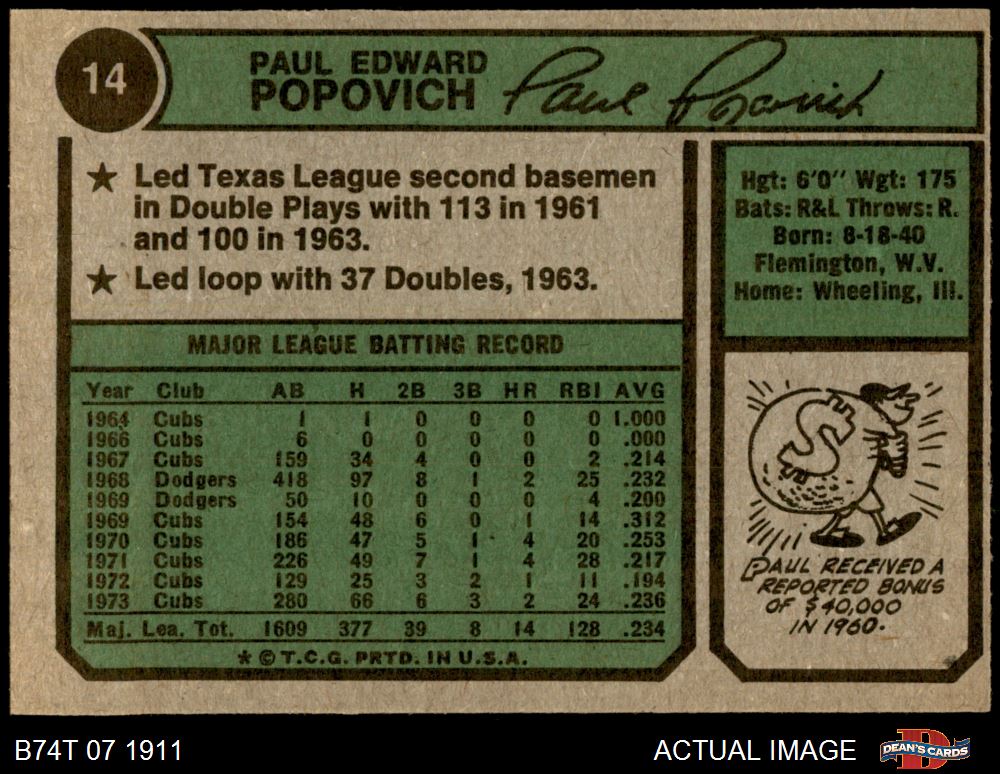 14
PAUL EDWARD
POPOVICH
Paul Popovich
★ Led Texas League second basemen
in Double Plays with 113 in 1961
and 100 in 1963.
★ Led loop with 37 Doubles, 1963.
Hgt: 6'0" Wgt: 175
Bats: R&L Throws: R.
Born: 8-18-40
Flemington, W.V.
Home: Wheeling, Ill.
MAJOR LEAGUE BATTING RECORD
Year Club AB H 2B 3B HR RBI AVG
1964 Cubs 1 1 0 0 0 0 1.000
1966 Cubs 6 0 0 0 0 0 .000
1967 Cubs 159 34 4 0 0 2 .214
1968 Dodgers 418 97 8 1 2 25 .232
1969 Dodgers 50 10 0 0 0 4 .200
1969 Cubs 154 48 6 0 1 14 .312
1970 Cubs 186 47 5 1 4 20 .253
1971 Cubs 226 49 7 1 4 28 .217
1972 Cubs 129 25 3 2 1 11 .194
1973 Cubs 280 66 6 3 2 24 .236
Maj. Lea. Tot. 1609 377 39 8 14 128 .234
* © T.C.G. PRTD. IN U.S.A.
$
PAUL RECEIVED A
REPORTED BONUS
OF $40,000
IN 1960.
B74T 07 1911
ACTUAL IMAGE
D
DEAN'S CARDS